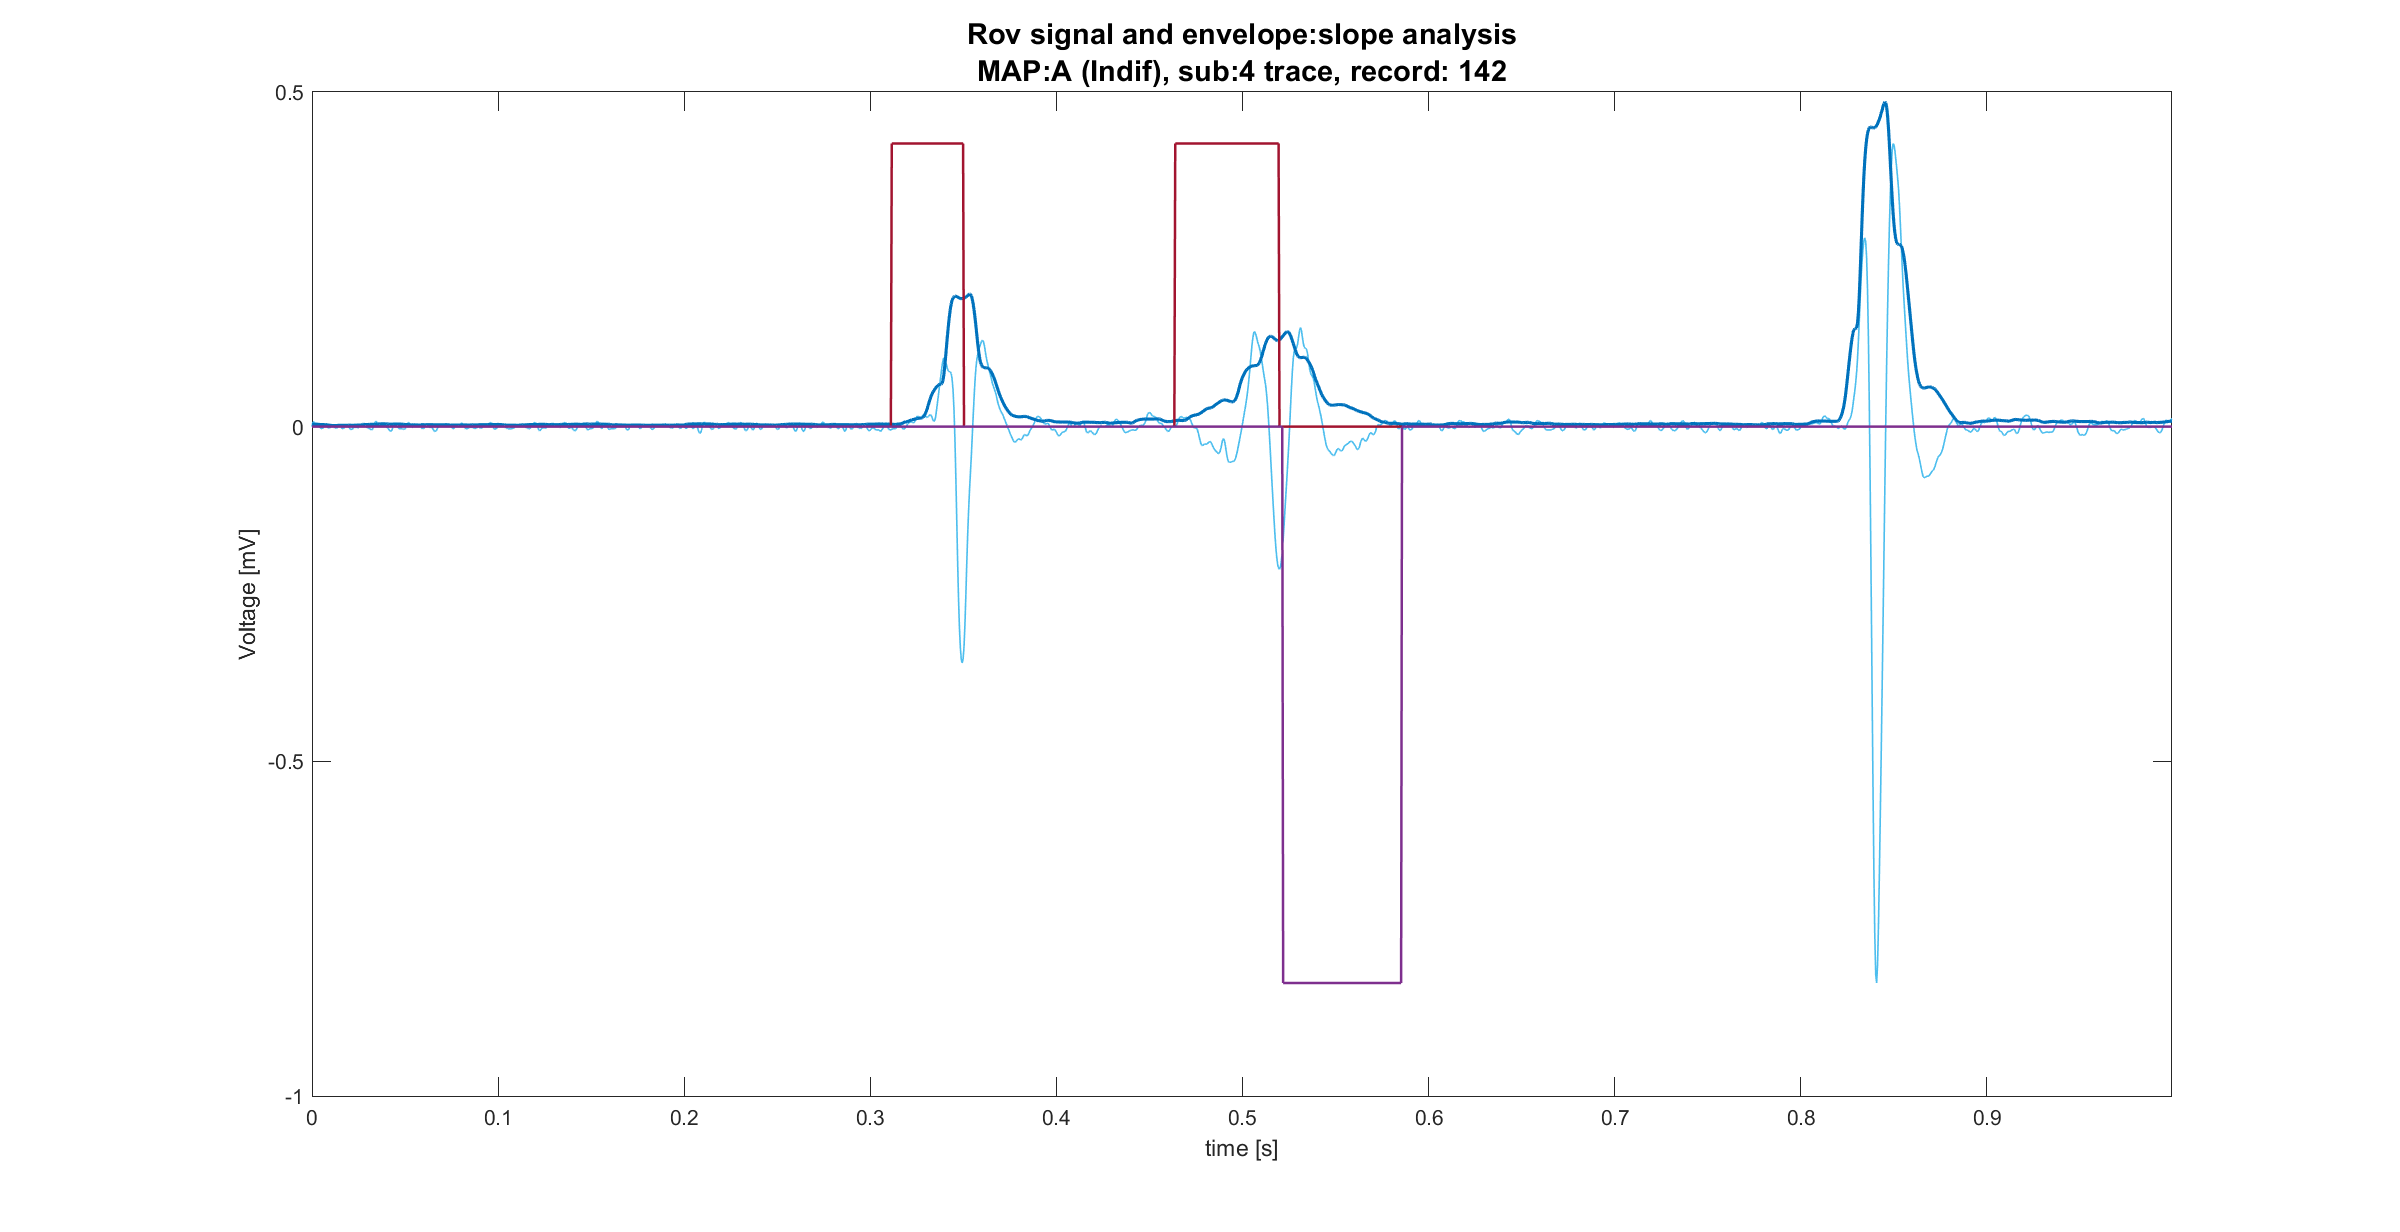 Rov signal and envelope:slope analysis
MAP:A (Indif), sub:4 trace, record: 142
0.5
0
-0.5
-1
Voltage [mV]
0 0.1 0.2 0.3 0.4 0.5 0.6 0.7 0.8 0.9
time [s]